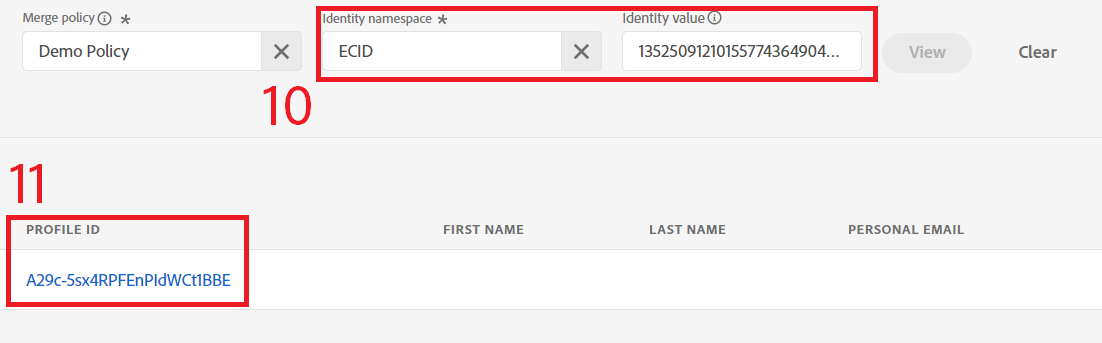 Merge policy ⓘ *
Identity namespace *
Identity value ⓘ
Demo Policy
ECID
13525091210155774364904...
View
Clear
10
11
PROFILE ID
FIRST NAME
LAST NAME
PERSONAL EMAIL
A29c-5sx4RPFEnPIdWCt1BBE